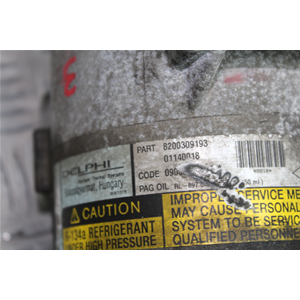 DELPHI
Hungary
PART. 8200309193
01140018
CODE
PAG OIL
CAUTION
R-134a REFRIGERANT
UNDER HIGH PRESSURE
IMPROPER SERVICE
MAY CAUSE PERSONAL
SYSTEM TO BE SERVIC
QUALIFIED PERSONNE